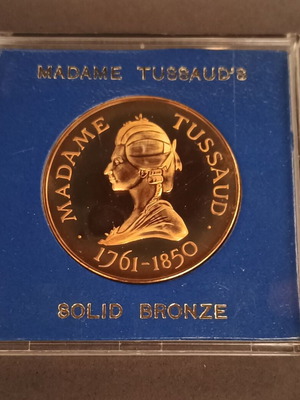 MADAME TUSSAUD'S
MADAME TUSSAUD
· 1761-1850 ·
SOLID BRONZE